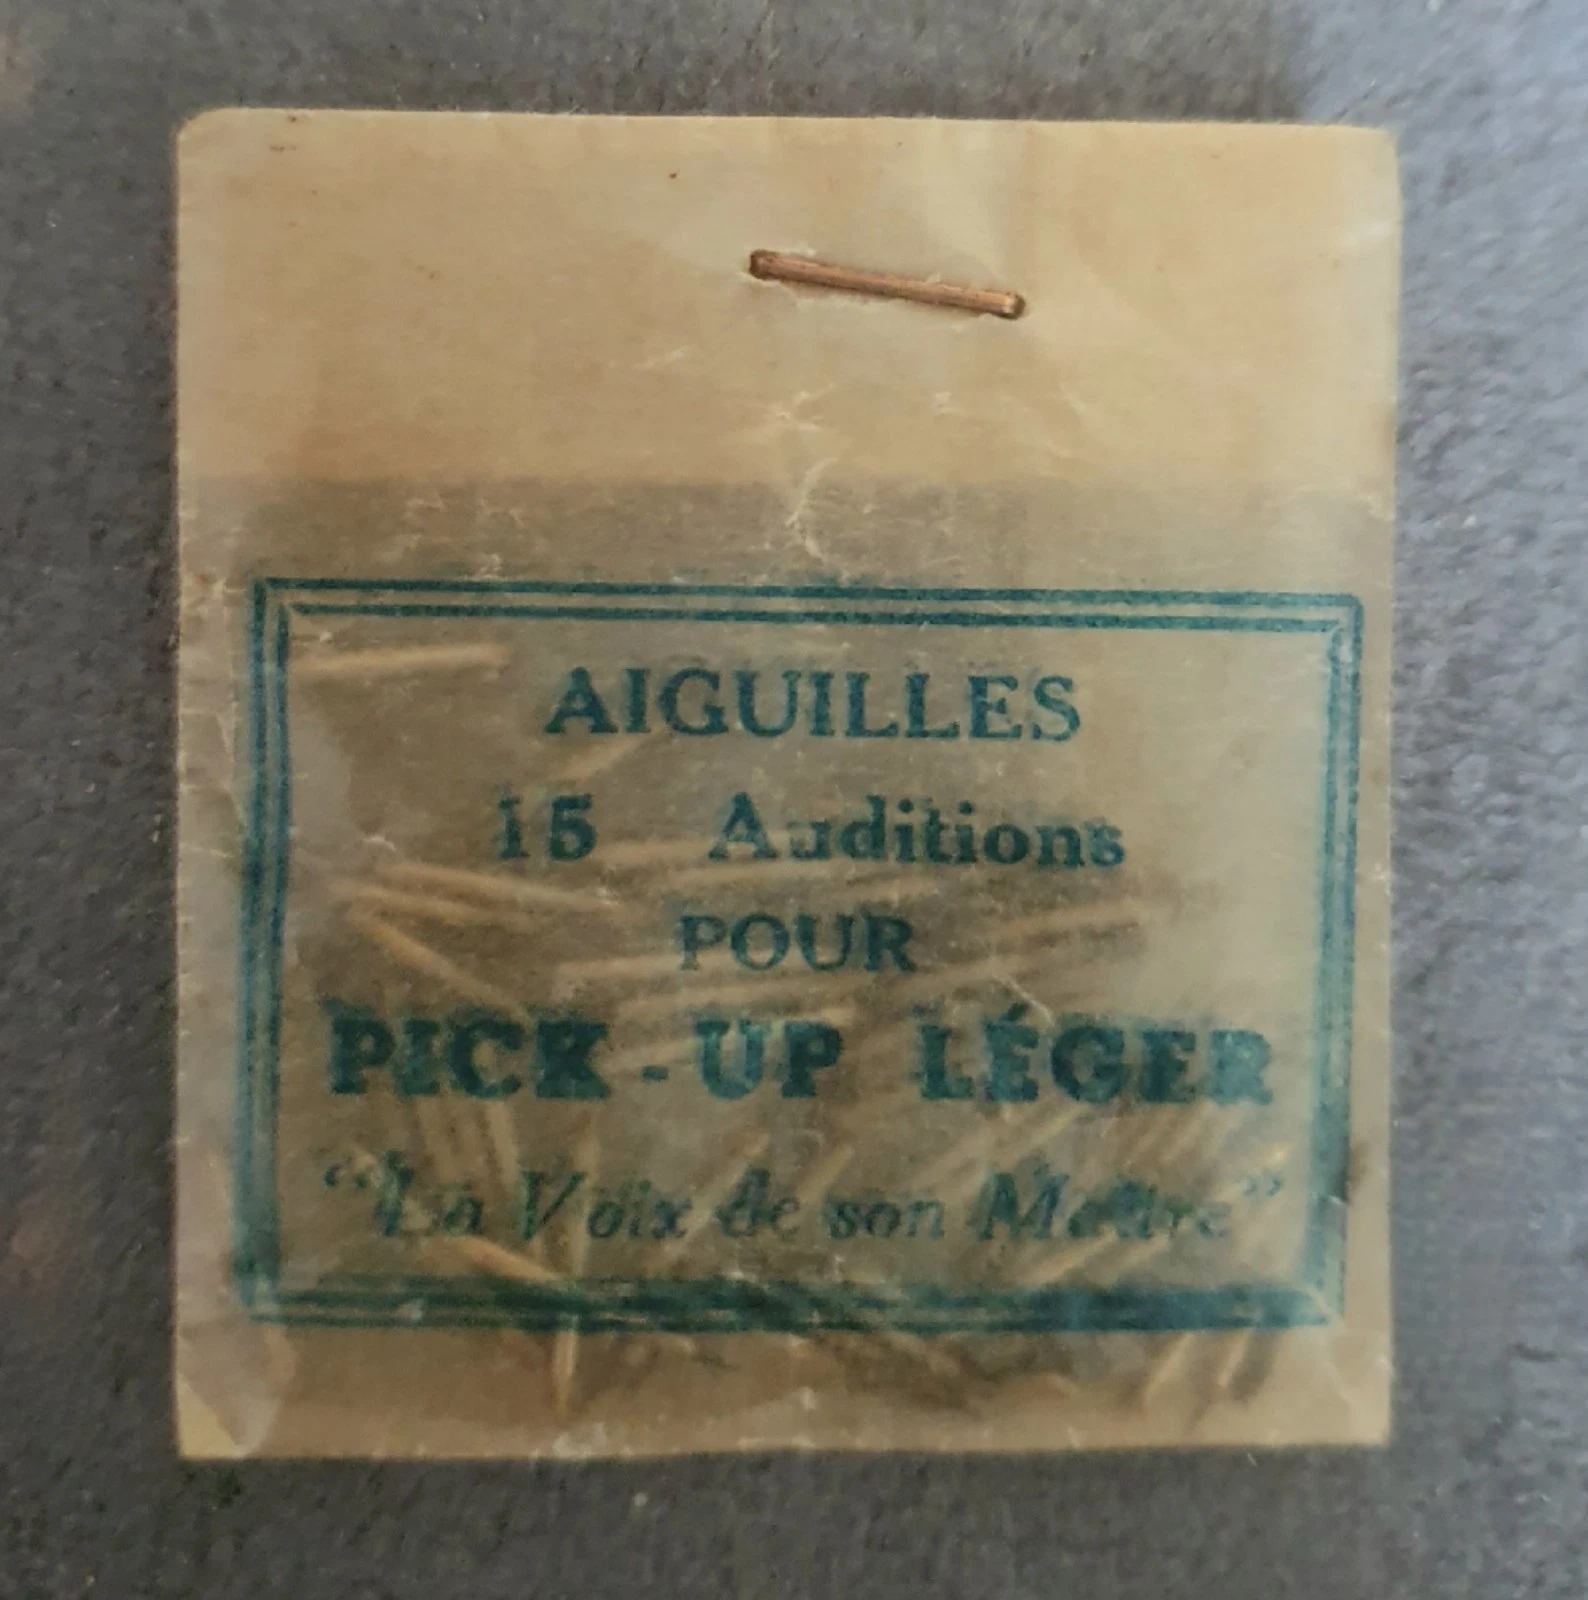 AIGUILLES
15 Auditions
POUR
PICK-UP LÉGER
“La Voix de son Maître”